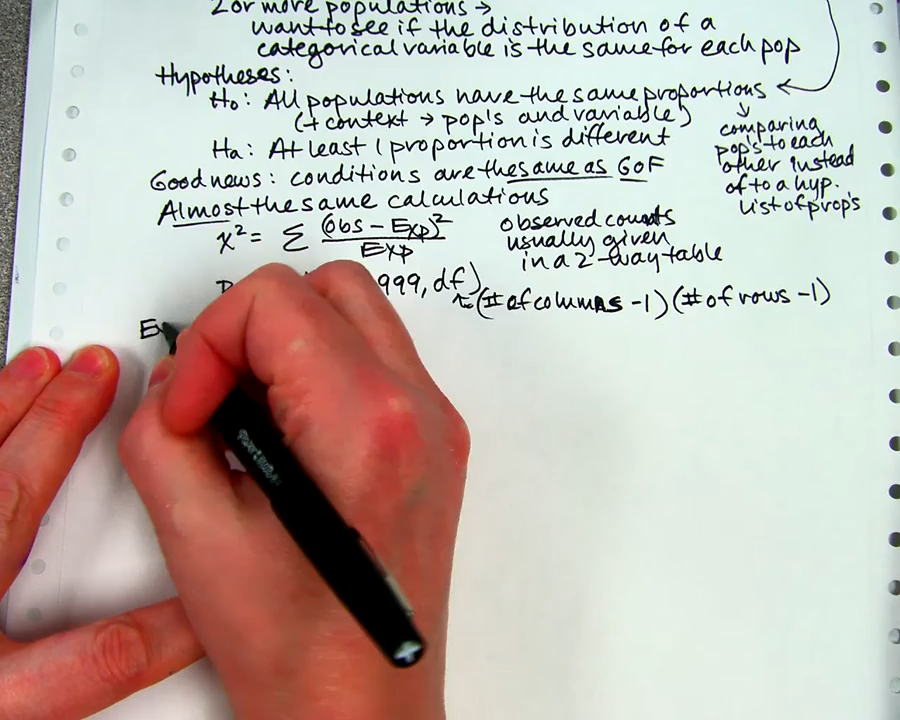 2 or more populations →
want to see if the distribution of a
categorical variable is the same for each pop
Hypotheses:
Ho: All populations have the same proportions
(+ context → pop's and variable)
Ha: At least 1 proportion is different
comparing
pop's to each
other instead
of to a hyp.
list of prop's
Good news: conditions are the same as GoF
Almost the same calculations
χ² = Σ (Obs - Exp)² / Exp
observed counts
usually given
in a 2-way table
999, df)
(# of columns -1)(# of rows -1)